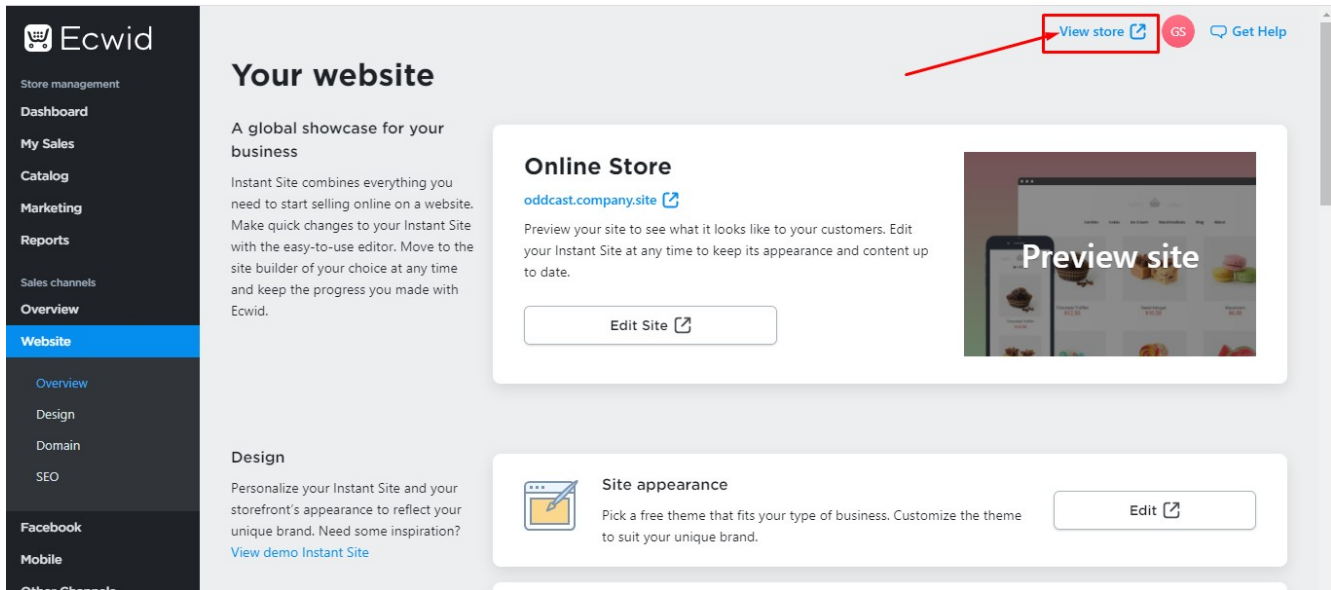 Ecwid
Store management
Dashboard
My Sales
Catalog
Marketing
Reports
Sales channels
Overview
Website
Overview
Design
Domain
SEO
Facebook
Mobile
Other Channels
View store
GS
Get Help
Your website
A global showcase for your
business
Instant Site combines everything you
need to start selling online on a website.
Make quick changes to your Instant Site
with the easy-to-use editor. Move to the
site builder of your choice at any time
and keep the progress you made with
Ecwid.
Online Store
oddcast.company.site
Preview your site to see what it looks like to your customers. Edit
your Instant Site at any time to keep its appearance and content up
to date.
Edit Site
Preview site
Design
Personalize your Instant Site and your
storefront's appearance to reflect your
unique brand. Need some inspiration?
View demo Instant Site
Site appearance
Pick a free theme that fits your type of business. Customize the theme
to suit your unique brand.
Edit